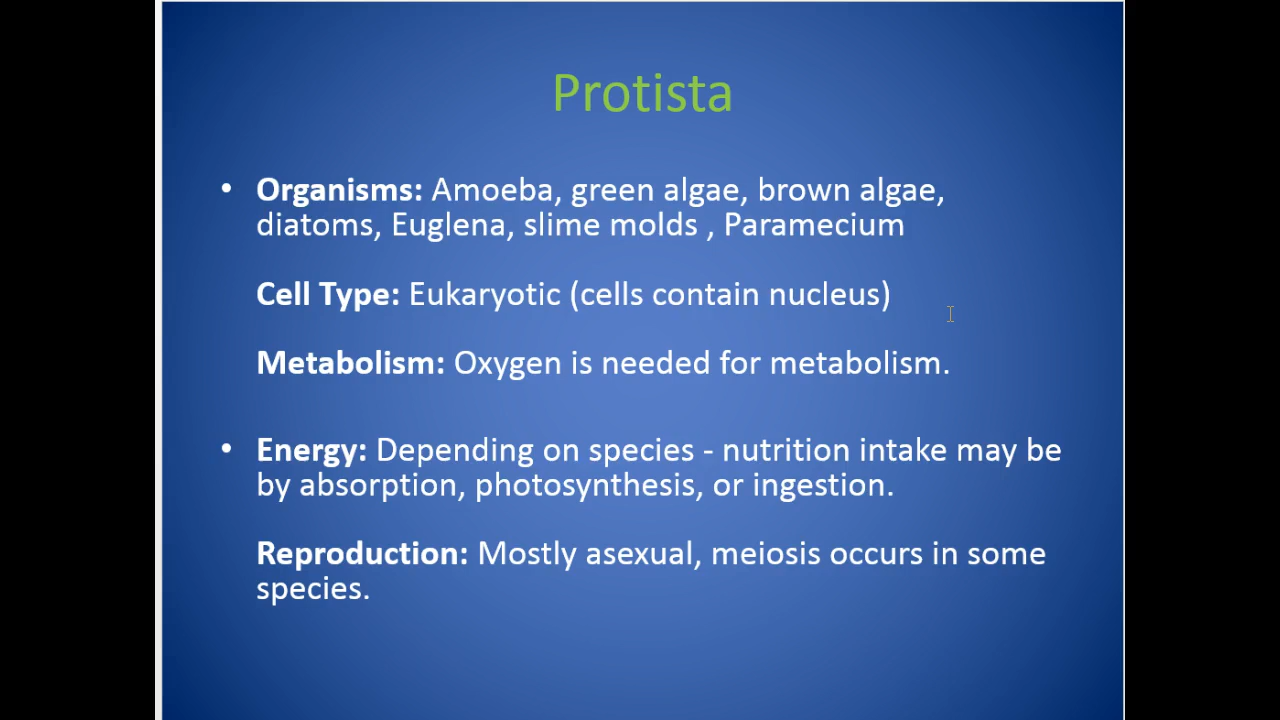 Protista
• Organisms: Amoeba, green algae, brown algae,
diatoms, Euglena, slime molds , Paramecium
Cell Type: Eukaryotic (cells contain nucleus)
Metabolism: Oxygen is needed for metabolism.
• Energy: Depending on species - nutrition intake may be
by absorption, photosynthesis, or ingestion.
Reproduction: Mostly asexual, meiosis occurs in some
species.